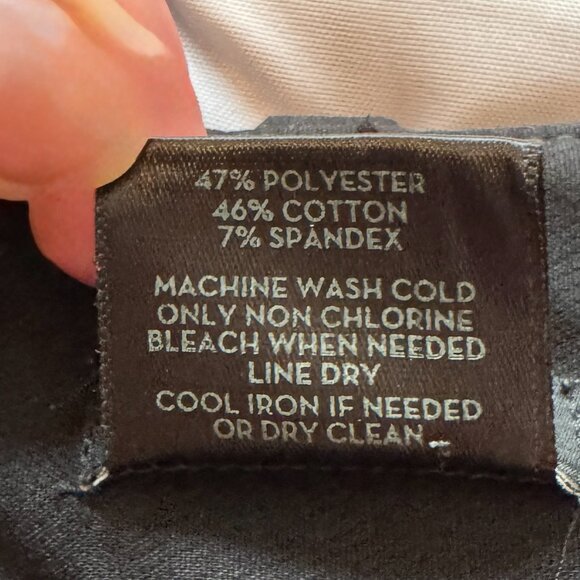 47% POLYESTER
46% COTTON
7% SPANDEX
MACHINE WASH COLD
ONLY NON CHLORINE
BLEACH WHEN NEEDED
LINE DRY
COOL IRON IF NEEDED
OR DRY CLEAN